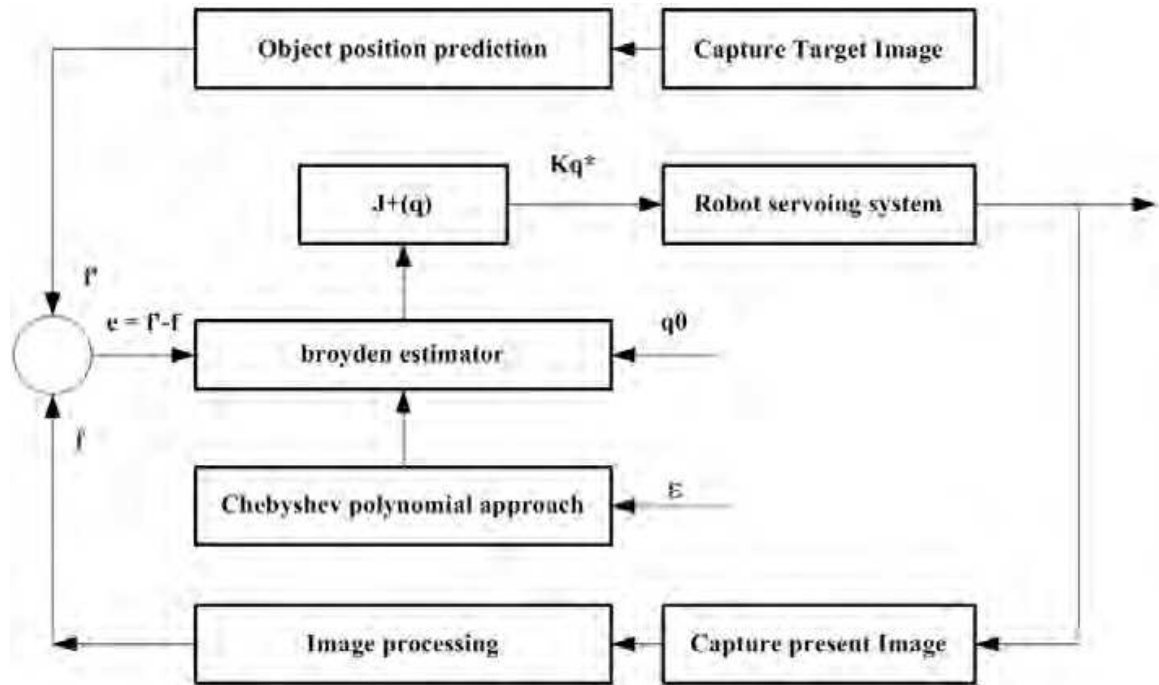 Object position prediction
Capture Target Image
Kq*
J+(q)
Robot servoing system
f'
e = f'-f
q0
broyden estimator
f
Chebyshev polynomial approach
ε
Image processing
Capture present Image